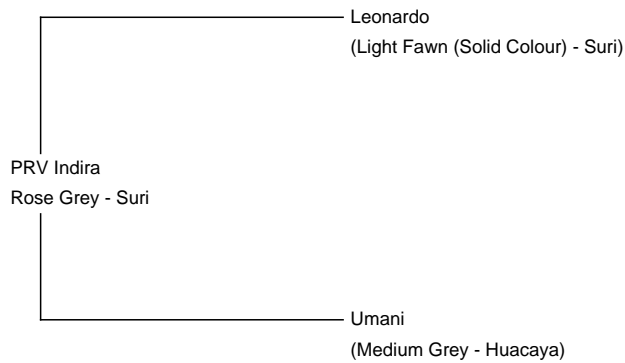 Leonardo
(Light Fawn (Solid Colour) - Suri)
PRV Indira
Rose Grey - Suri
Umani
(Medium Grey - Huacaya)